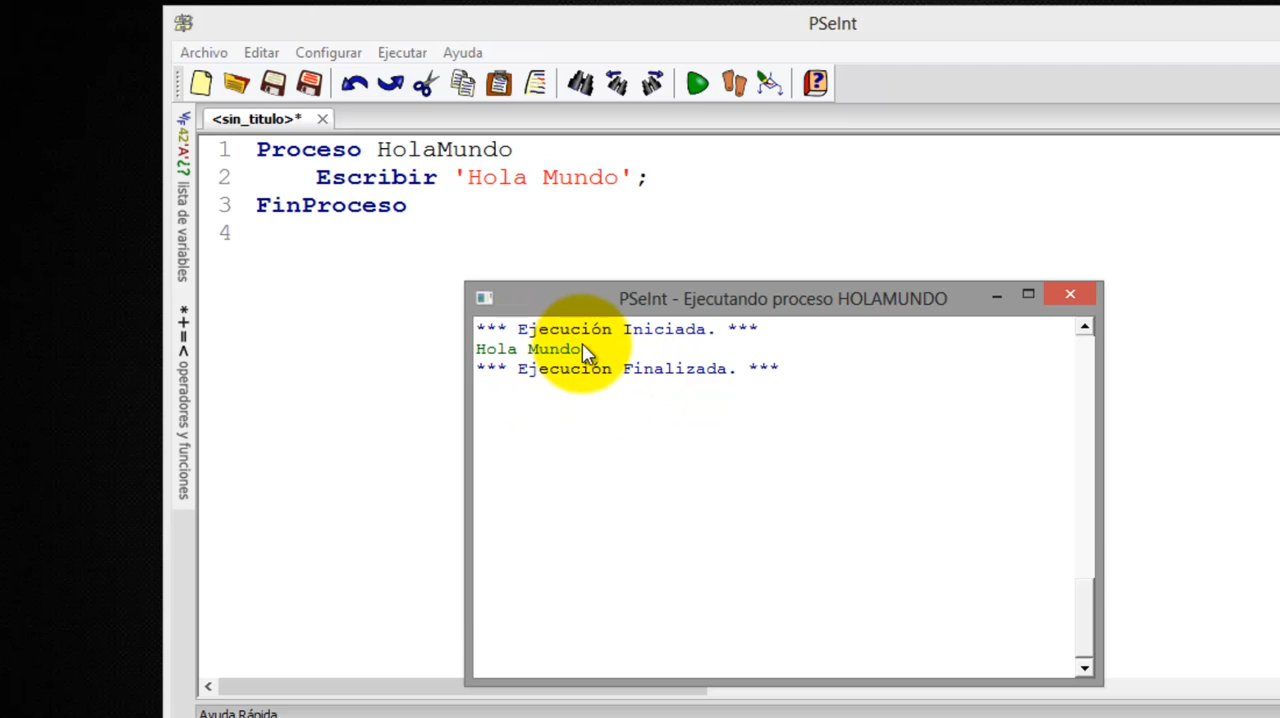 PSeInt
Archivo Editar Configurar Ejecutar Ayuda
<sin_titulo>*
1 Proceso HolaMundo
2 Escribir 'Hola Mundo';
3 FinProceso
4
lista de variables
operadores y funciones
PSeInt - Ejecutando proceso HOLAMUNDO
*** Ejecución Iniciada. ***
Hola Mundo
*** Ejecución Finalizada. ***
Ayuda Rápida